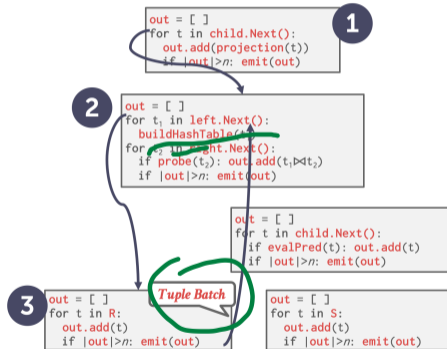 1
out = [ ]
for t in child.Next():
out.add(projection(t))
if |out|>n: emit(out)
2
out = [ ]
for t₁ in left.Next():
buildHashTable(t₁)
for t₂ in right.Next():
if probe(t₂): out.add(t₁⋈t₂)
if |out|>n: emit(out)
out = [ ]
for t in child.Next():
if evalPred(t): out.add(t)
if |out|>n: emit(out)
3
out = [ ]
for t in R:
out.add(t)
if |out|>n: emit(out)
Tuple Batch
out = [ ]
for t in S:
out.add(t)
if |out|>n: emit(out)